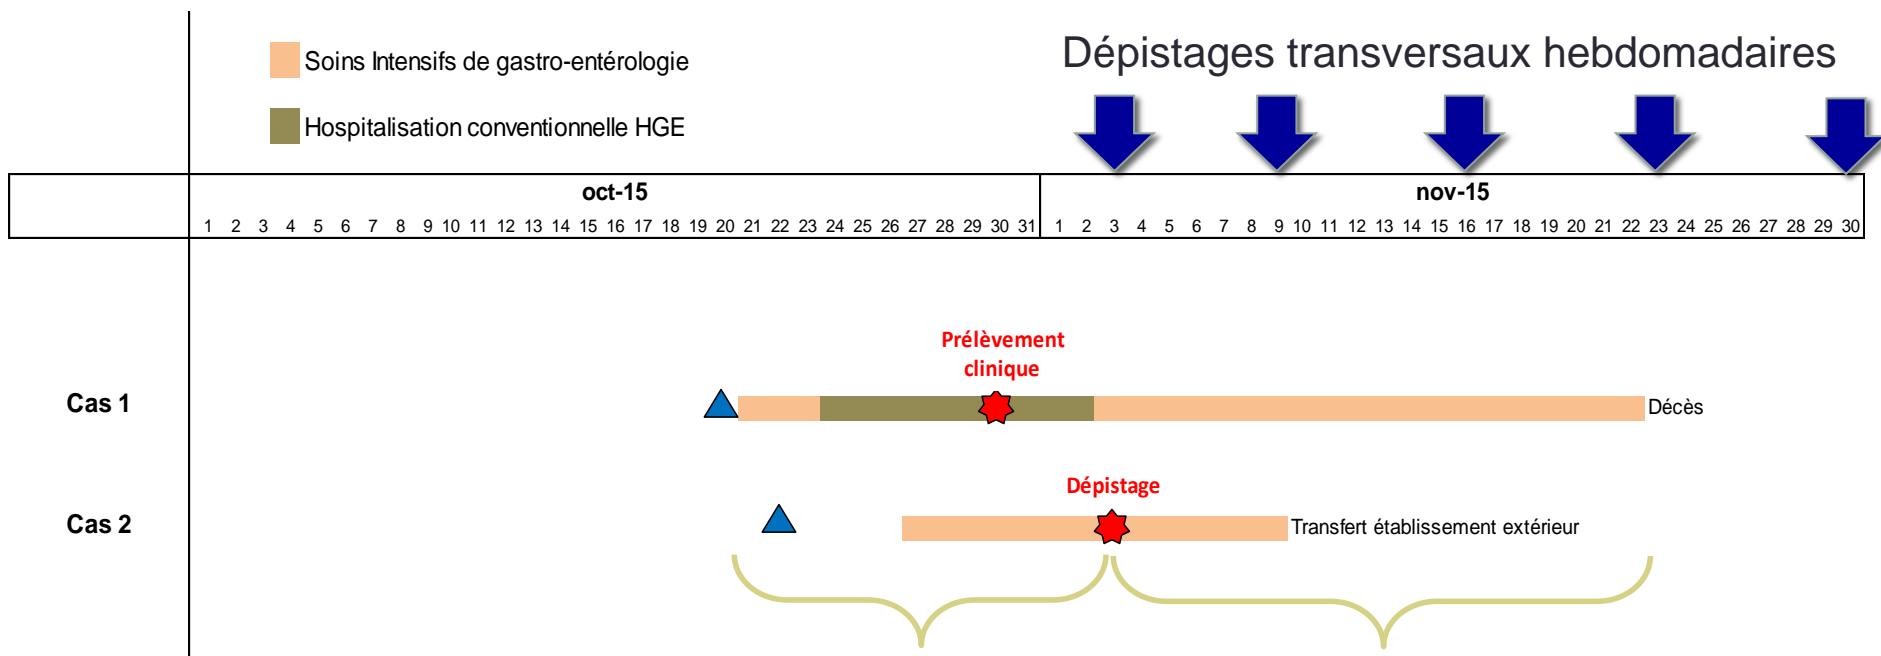 Soins Intensifs de gastro-entérologie
Dépistages transversaux hebdomadaires
Hospitalisation conventionnelle HGE
oct-15 nov-15
1 2 3 4 5 6 7 8 9 10 11 12 13 14 15 16 17 18 19 20 21 22 23 24 25 26 27 28 29 30 31 1 2 3 4 5 6 7 8 9 10 11 12 13 14 15 16 17 18 19 20 21 22 23 24 25 26 27 28 29 30
Prélèvement
clinique
Cas 1
Décès
Dépistage
Cas 2
Transfert établissement extérieur